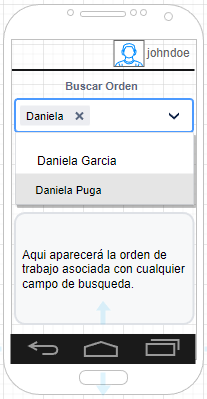 johndoe
Buscar Orden
Daniela
Daniela Garcia
Daniela Puga
Aqui aparecerá la orden de
trabajo asociada con cualquier
campo de busqueda.